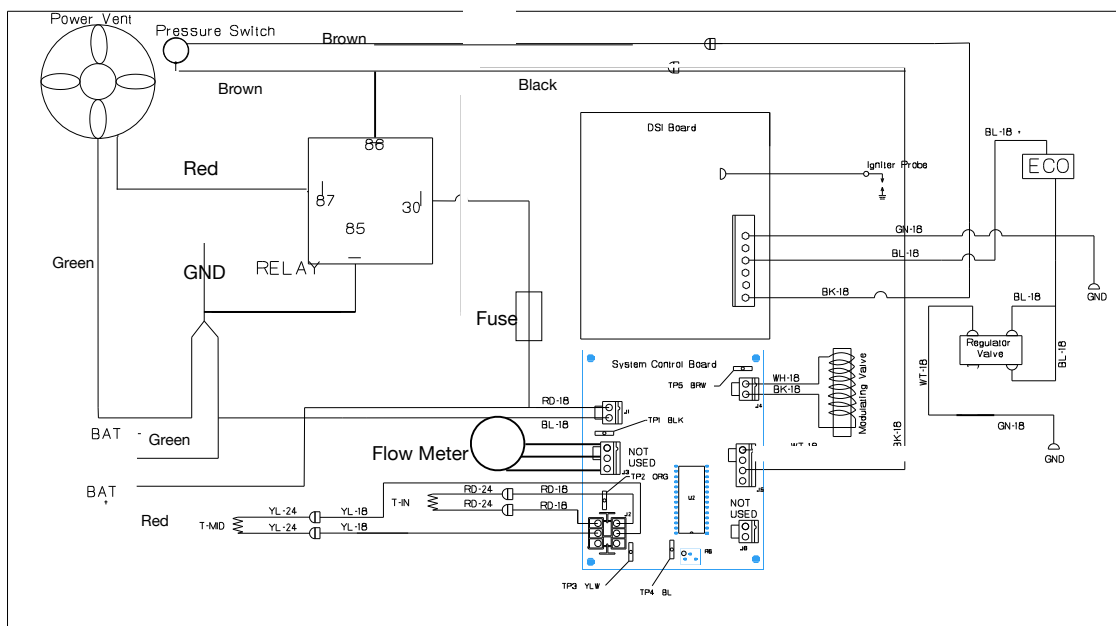 Power Vent
Pressure Switch
Brown
Brown
Black
DSI Board
BL-18
ECO
Igniter Probe
88
Red
87
30
85
GN-18
Green
GND
RELAY
BL-18
BK-18
GND
BL-18
Fuse
Regulator
Valve
WT-18
BL-18
System Control Board
TP5 BRW
WH-18
BK-18
J4
Modulating Valve
RD-18
J1
BL-18
TP1 BLK
BAT -
Green
GN-18
GND
BK-18
WT-18
Flow Meter
NOT
USED
J3
TP2 ORG
U2
J5
BAT
+
RD-24
RD-18
T-IN
RD-24
RD-18
J2
NOT
USED
Red
YL-24
YL-18
T-MID
YL-24
YL-18
R6
TP3 YLW
TP4 BL